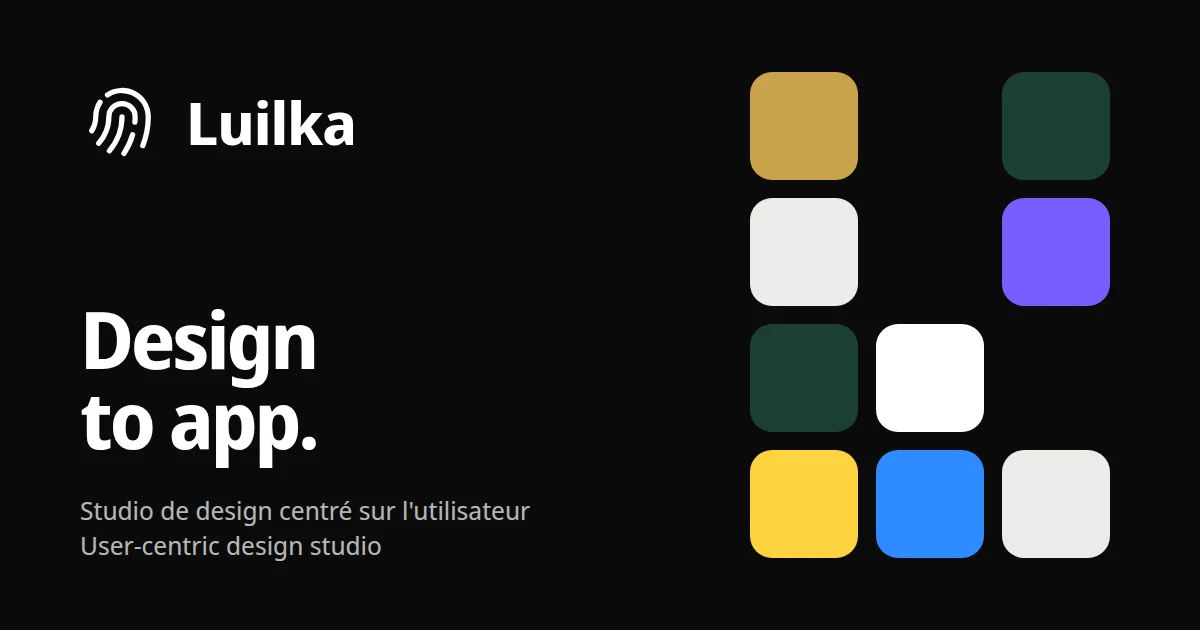 Luilka
Design
to app.
Studio de design centré sur l'utilisateur
User-centric design studio